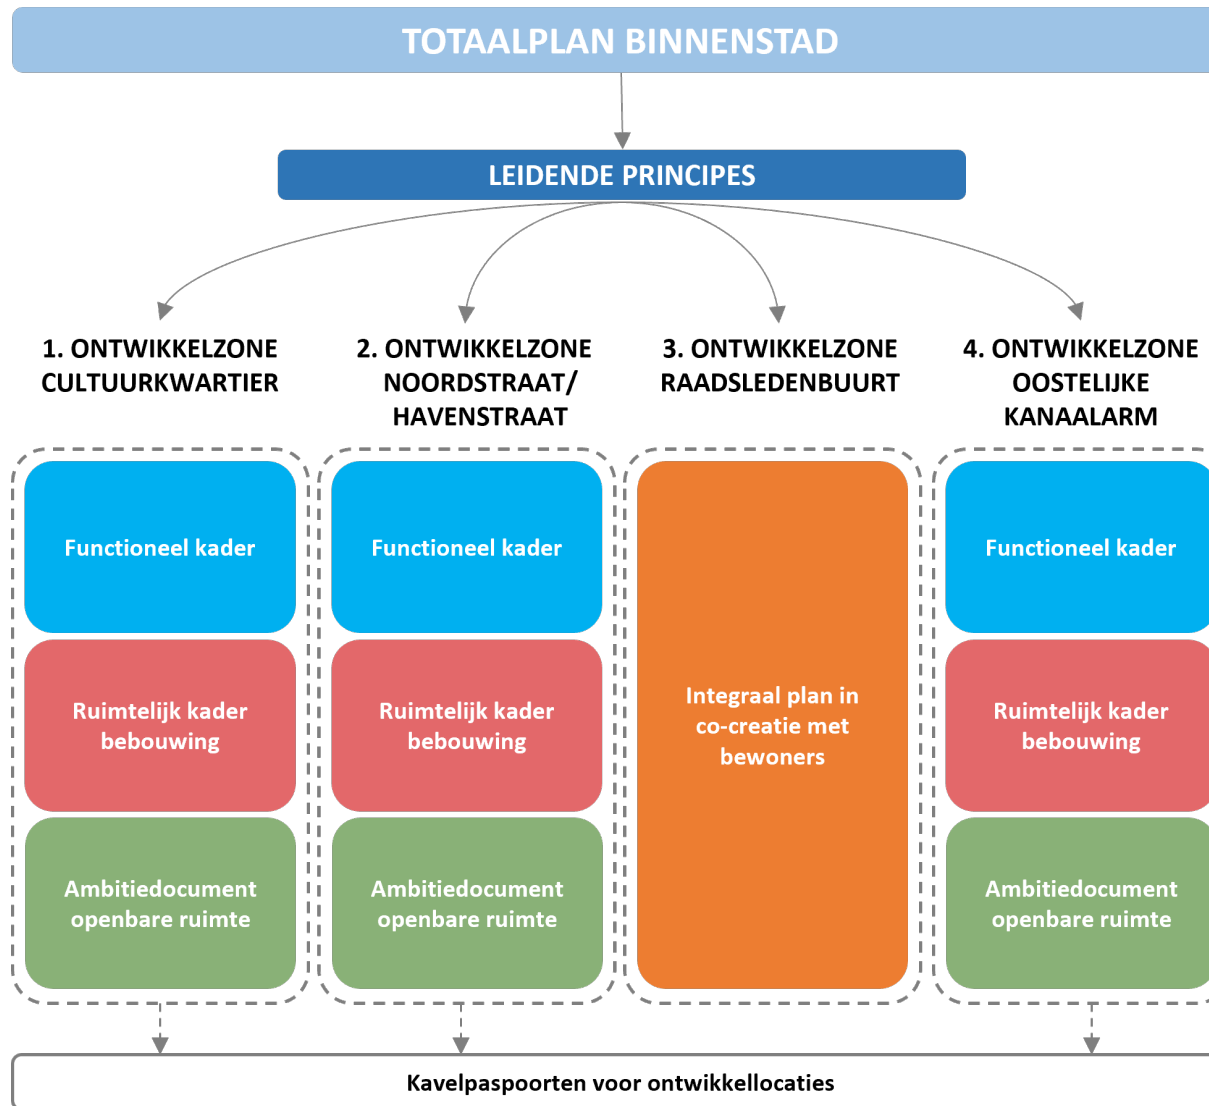 TOTAALPLAN BINNENSTAD
LEIDENDE PRINCIPES
1. ONTWIKKELZONE
CULTUURKWARTIER
2. ONTWIKKELZONE
NOORDSTRAAT/
HAVENSTRAAT
3. ONTWIKKELZONE
RAADSLEDENBUURT
4. ONTWIKKELZONE
OOSTELIJKE
KANAALARM
Functioneel kader
Ruimtelijk kader
bebouwing
Ambitiedocument
openbare ruimte
Functioneel kader
Ruimtelijk kader
bebouwing
Ambitiedocument
openbare ruimte
Integraal plan in
co-creatie met
bewoners
Functioneel kader
Ruimtelijk kader
bebouwing
Ambitiedocument
openbare ruimte
Kavelpaspoorten voor ontwikkellocaties